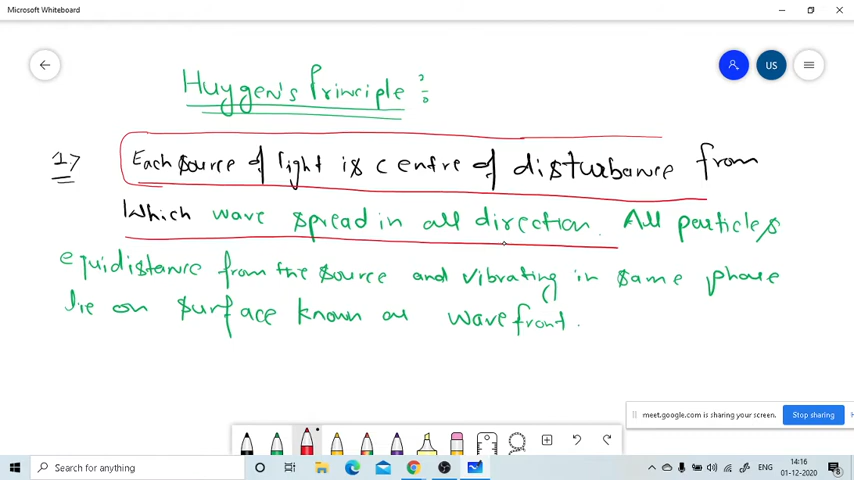 Microsoft Whiteboard
US
Huygen's Principle :
1.) Each source of light is centre of disturbance from
Which wave spread in all direction. All particles
equidistance from the source and vibrating in same phase
lie on surface known as wavefront.
meet.google.com is sharing your screen.
Stop sharing
Search for anything
ENG
14:16
01-12-2020
8